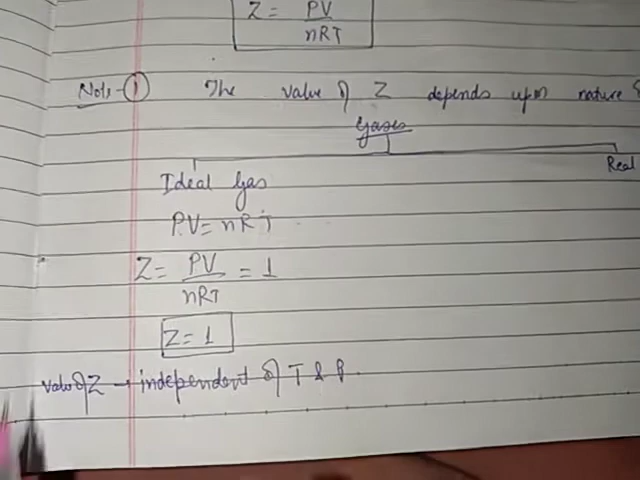 Z = PV / nRT
Note-① The value of Z depends upon nature
gases
Ideal gas
Real
PV = nRT
Z = PV / nRT = 1
Z = 1
value of Z → independent of T & P